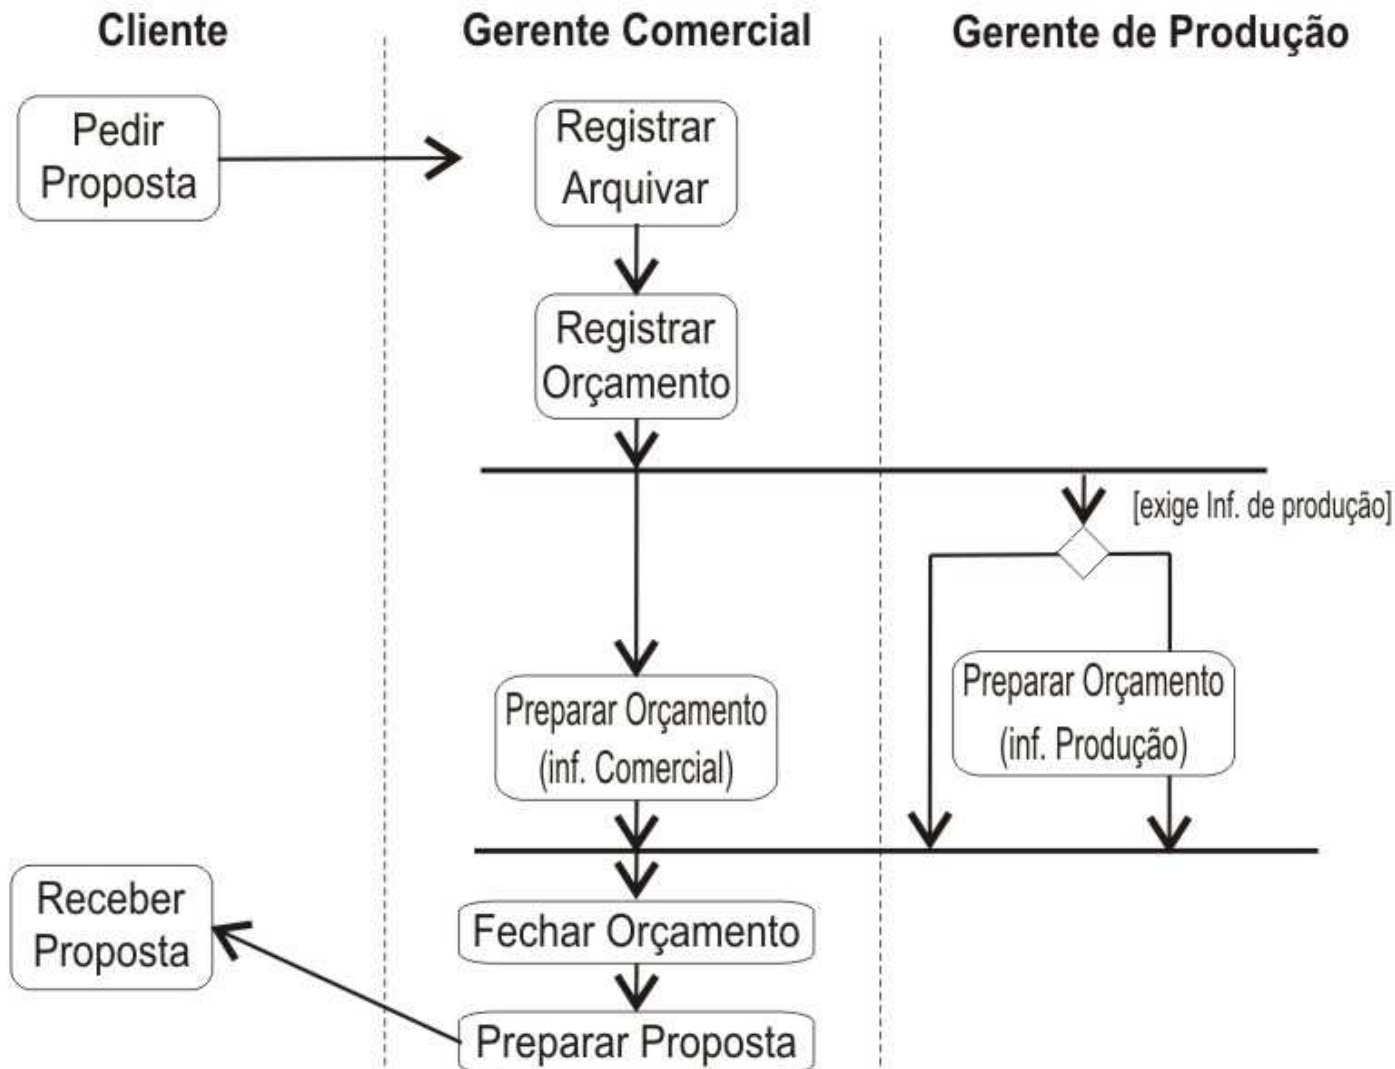 Cliente
Gerente Comercial
Gerente de Produção
Pedir
Proposta
Registrar
Arquivar
Registrar
Orçamento
[exige Inf. de produção]
Preparar Orçamento
(inf. Comercial)
Preparar Orçamento
(inf. Produção)
Receber
Proposta
Fechar Orçamento
Preparar Proposta